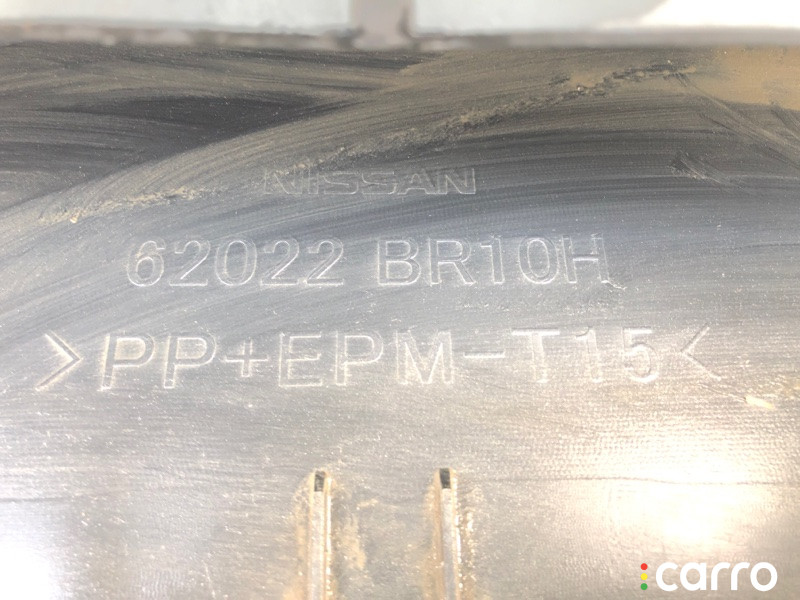 NISSAN
62022 BR10H
>PP+EPM-T15<
carro